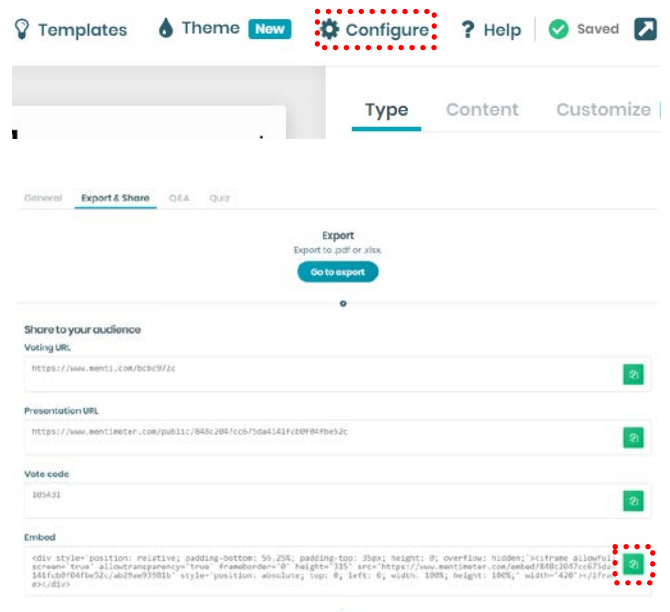 Templates Theme New Configure ? Help Saved
Type Content Customize
General Export & Share Q&A Quiz
Export
Export to .pdf or .xlsx.
Go to export
Share to your audience
Voting URL
https://www.menti.com/bcbc972c
Presentation URL
https://www.mentimeter.com/public/848c2047cc675da4141fcb0f04fbe52c
Vote code
105431
Embed
<div style='position: relative; padding-bottom: 56.25%; padding-top: 35px; height: 0; overflow: hidden;'><iframe allowful
screen='true' allowtransparency='true' frameborder='0' height='315' src='https://www.mentimeter.com/embed/848c2047cc675da4
141fcb0f04fbe52c/ab29ae93501b' style='position: absolute; top: 0; left: 0; width: 100%; height: 100%;' width='420'></ifram
e></div>